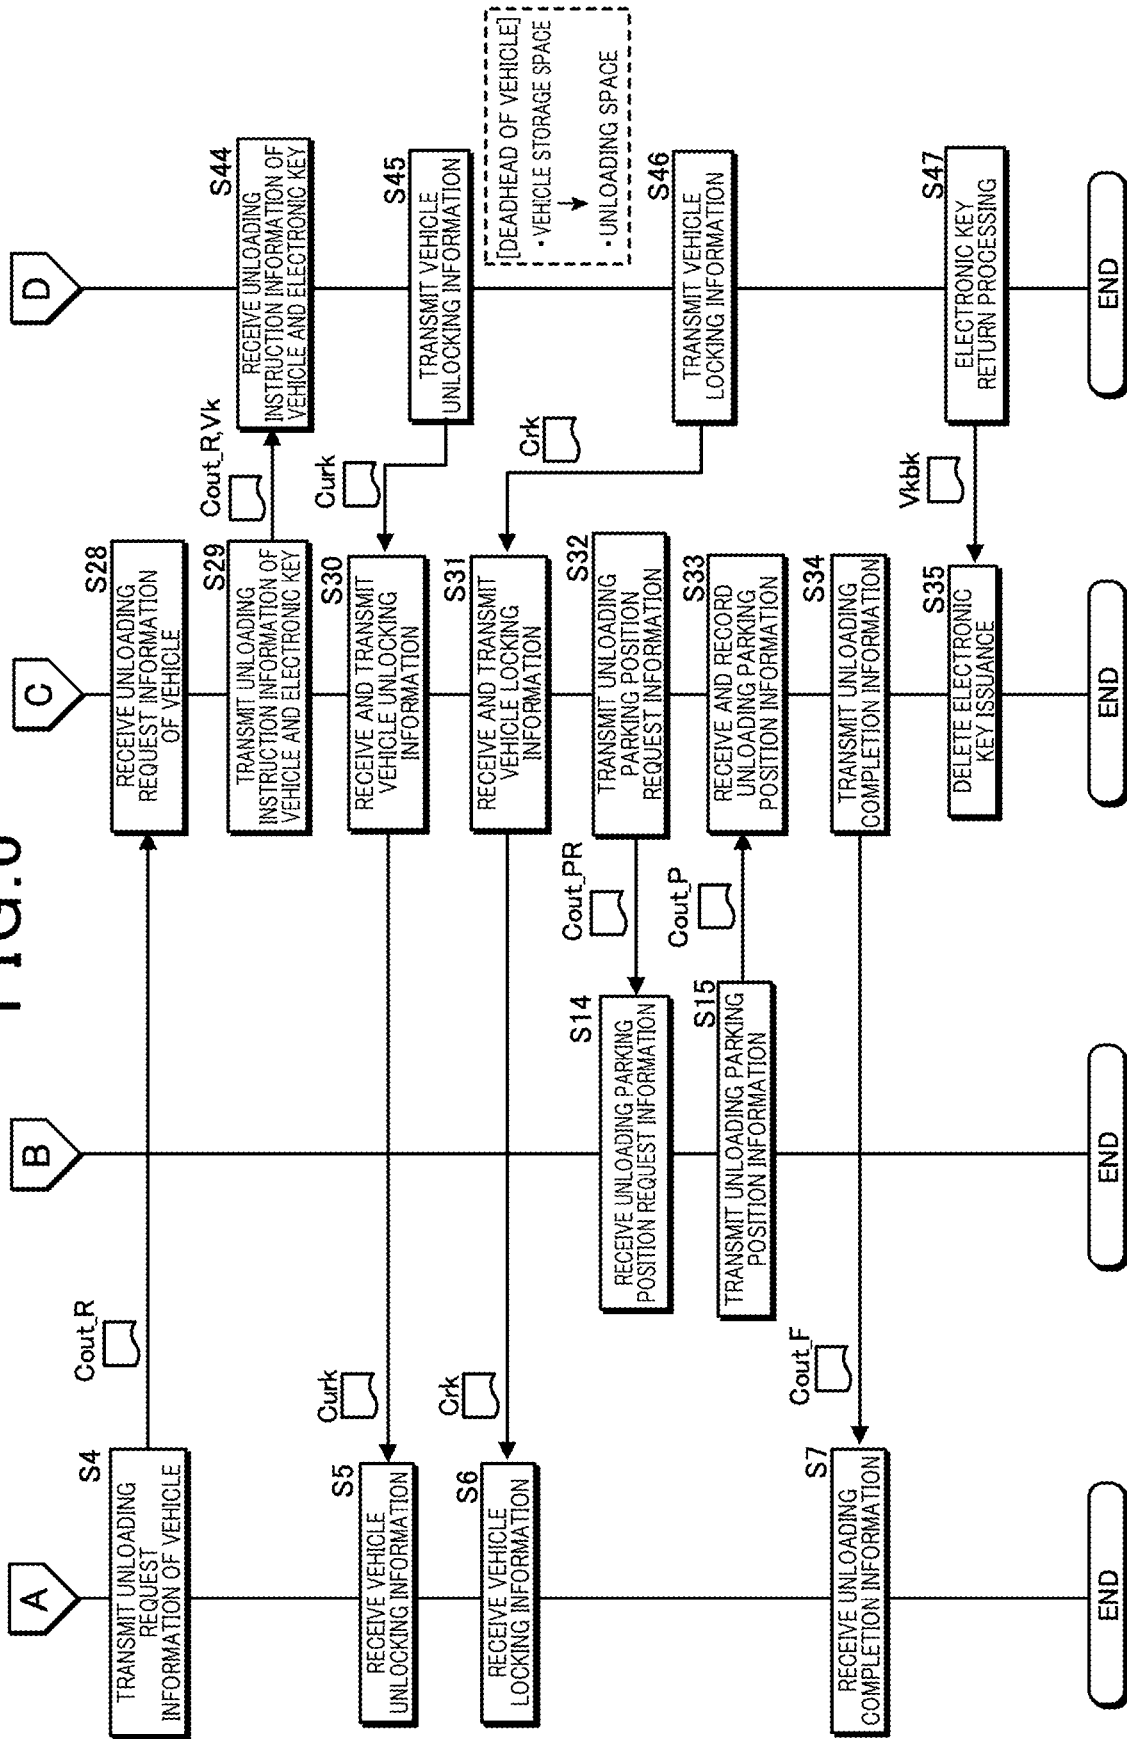 FIG.
A
S4
TRANSMIT UNLOADING
REQUEST
INFORMATION OF VEHICLE
Cout_R
S5
RECEIVE VEHICLE
UNLOCKING INFORMATION
Curk
S6
RECEIVE VEHICLE
LOCKING INFORMATION
Crk
S7
RECEIVE UNLOADING
COMPLETION INFORMATION
Cout_F
END
B
S14
RECEIVE UNLOADING PARKING
POSITION REQUEST INFORMATION
Cout_PR
S15
TRANSMIT UNLOADING PARKING
POSITION INFORMATION
Cout_P
END
C
S28
RECEIVE UNLOADING
REQUEST INFORMATION
OF VEHICLE
S29
TRANSMIT UNLOADING
INSTRUCTION INFORMATION OF
VEHICLE AND ELECTRONIC KEY
Cout_R,Vk
S30
RECEIVE AND TRANSMIT
VEHICLE UNLOCKING
INFORMATION
Curk
S31
RECEIVE AND TRANSMIT
VEHICLE LOCKING
INFORMATION
Crk
S32
TRANSMIT UNLOADING
PARKING POSITION
REQUEST INFORMATION
S33
RECEIVE AND RECORD
UNLOADING PARKING
POSITION INFORMATION
S34
TRANSMIT UNLOADING
COMPLETION INFORMATION
S35
DELETE ELECTRONIC
KEY ISSUANCE
Vkbk
END
D
S44
RECEIVE UNLOADING
INSTRUCTION INFORMATION OF
VEHICLE AND ELECTRONIC KEY
S45
TRANSMIT VEHICLE
UNLOCKING INFORMATION
[DEADHEAD OF VEHICLE]
・VEHICLE STORAGE SPACE
↓
・UNLOADING SPACE
S46
TRANSMIT VEHICLE
LOCKING INFORMATION
S47
ELECTRONIC KEY
RETURN PROCESSING
END